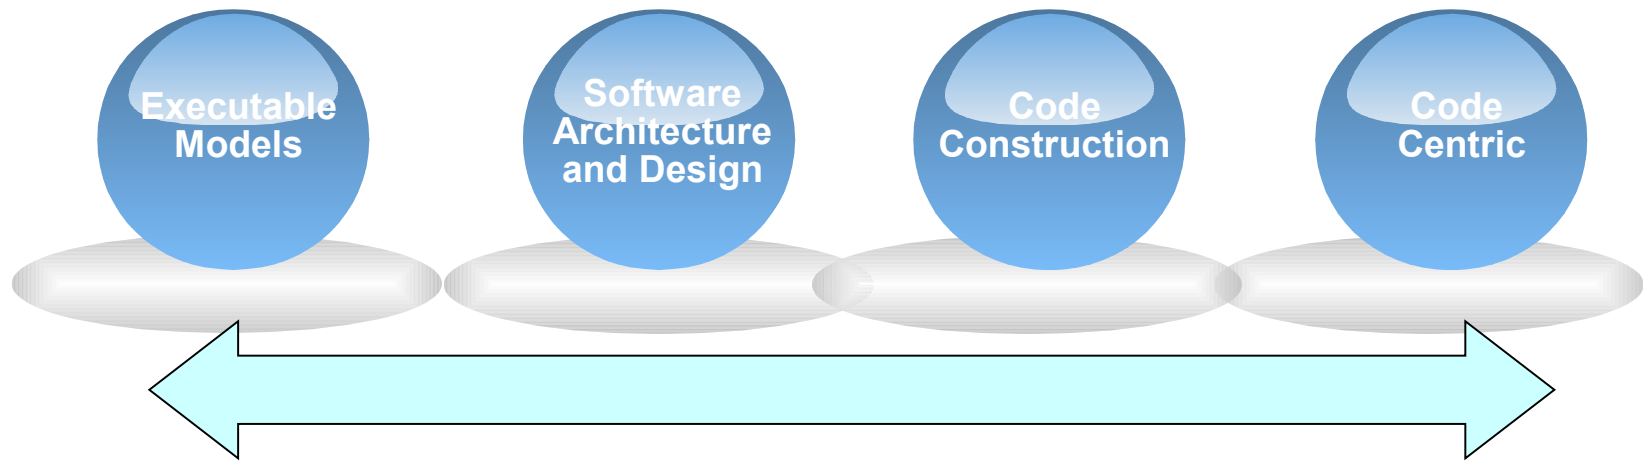 Executable
Models
Software
Architecture
and Design
Code
Construction
Code
Centric